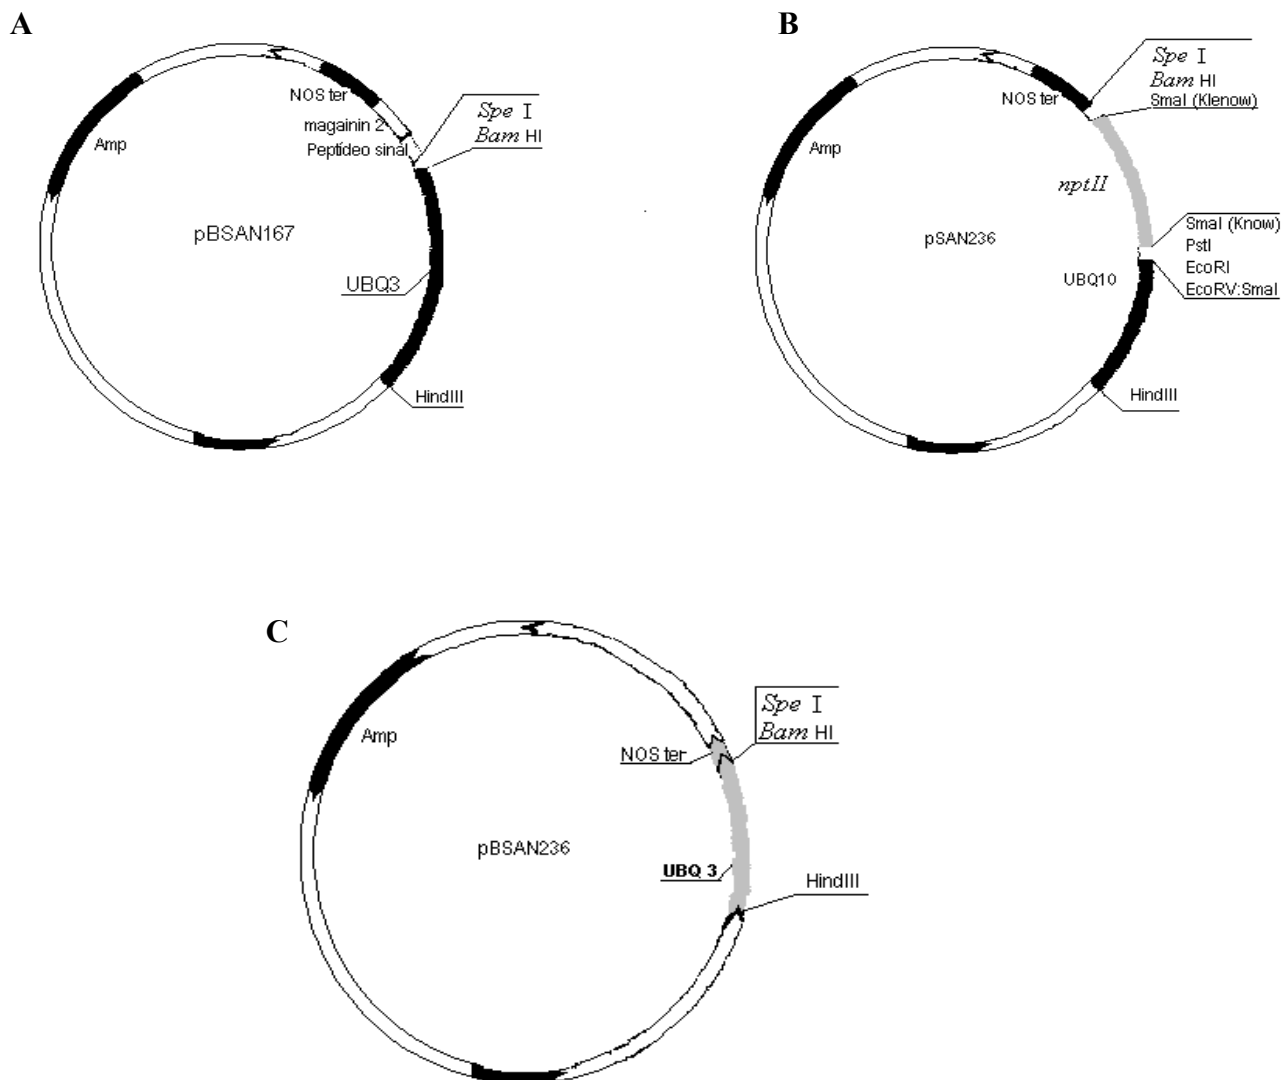 A
NOS ter
magainin 2
Peptídeo sinal
Spe I
Bam HI
Amp
pBSAN167
UBQ3
HindIII
B
Spe I
Bam HI
SmaI (Klenow)
NOS ter
Amp
nptII
pSAN236
SmaI (Know)
PstI
EcoRI
EcoRV:SmaI
UBQ10
HindIII
C
Spe I
Bam HI
NOS ter
Amp
pBSAN236
UBQ 3
HindIII